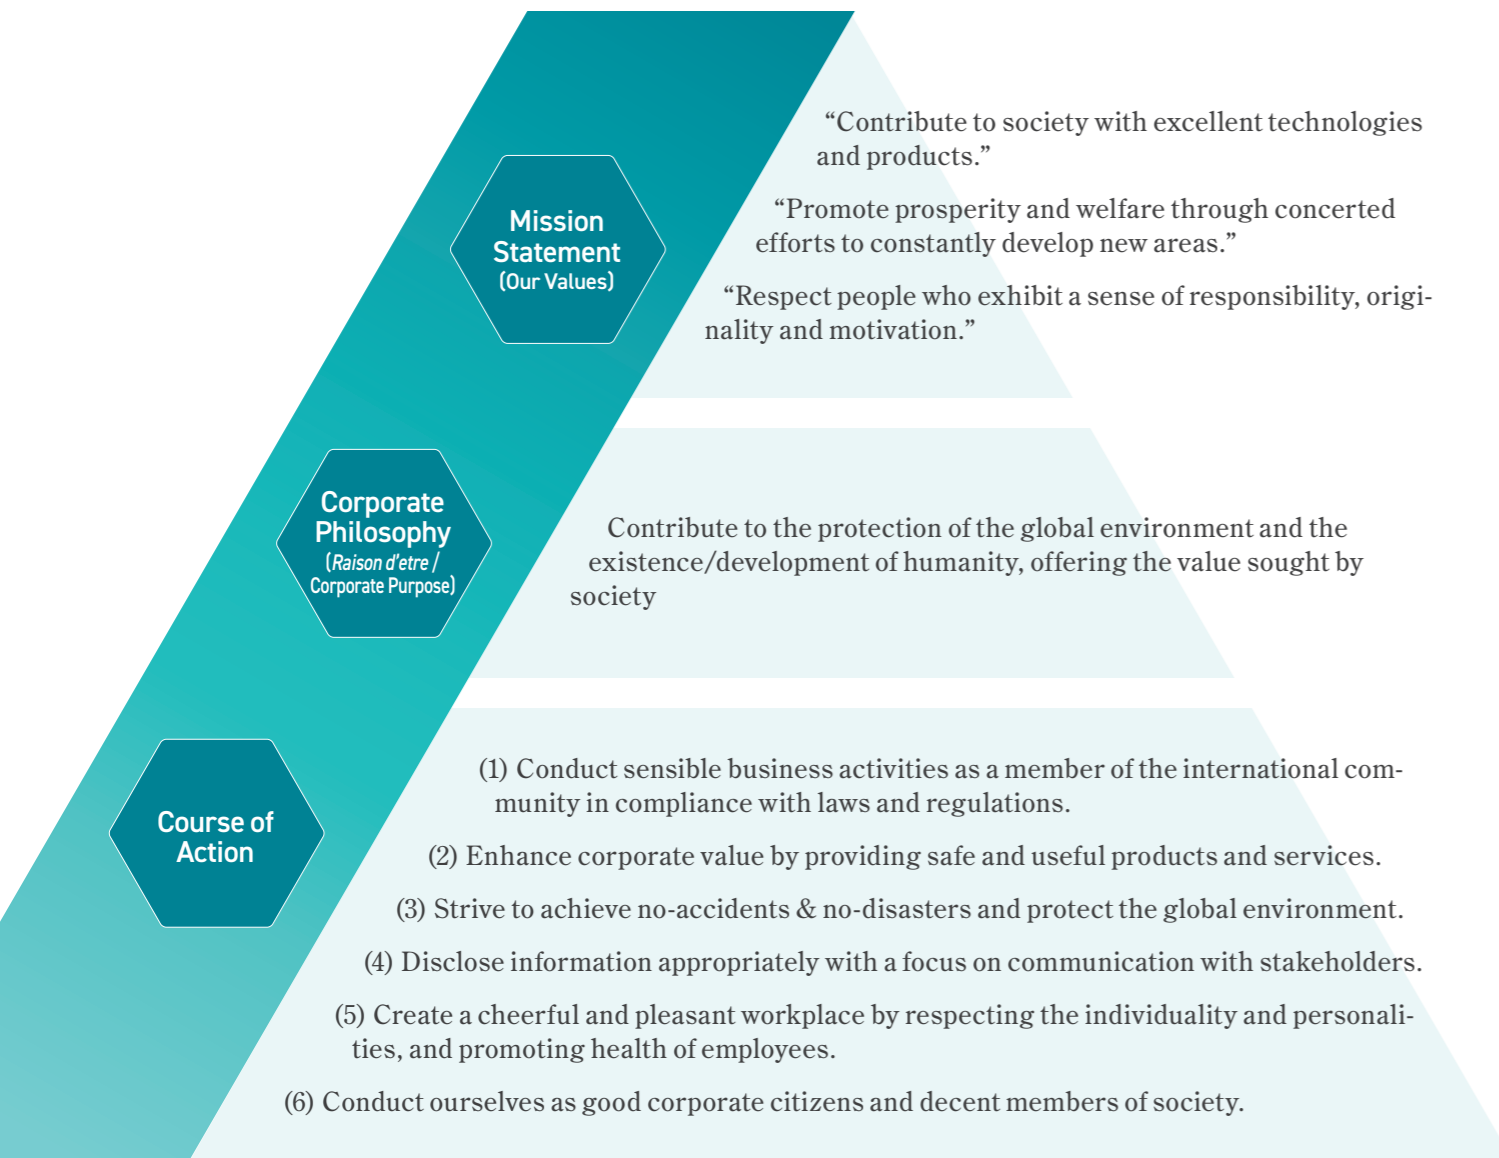 Mission
Statement
(Our Values)
“Contribute to society with excellent technologies
and products.”
“Promote prosperity and welfare through concerted
efforts to constantly develop new areas.”
“Respect people who exhibit a sense of responsibility, origi-
nality and motivation.”
Corporate
Philosophy
(Raison d’etre /
Corporate Purpose)
Contribute to the protection of the global environment and the
existence/development of humanity, offering the value sought by
society
Course of
Action
(1) Conduct sensible business activities as a member of the international com-
munity in compliance with laws and regulations.
(2) Enhance corporate value by providing safe and useful products and services.
(3) Strive to achieve no-accidents & no-disasters and protect the global environment.
(4) Disclose information appropriately with a focus on communication with stakeholders.
(5) Create a cheerful and pleasant workplace by respecting the individuality and personali-
ties, and promoting health of employees.
(6) Conduct ourselves as good corporate citizens and decent members of society.